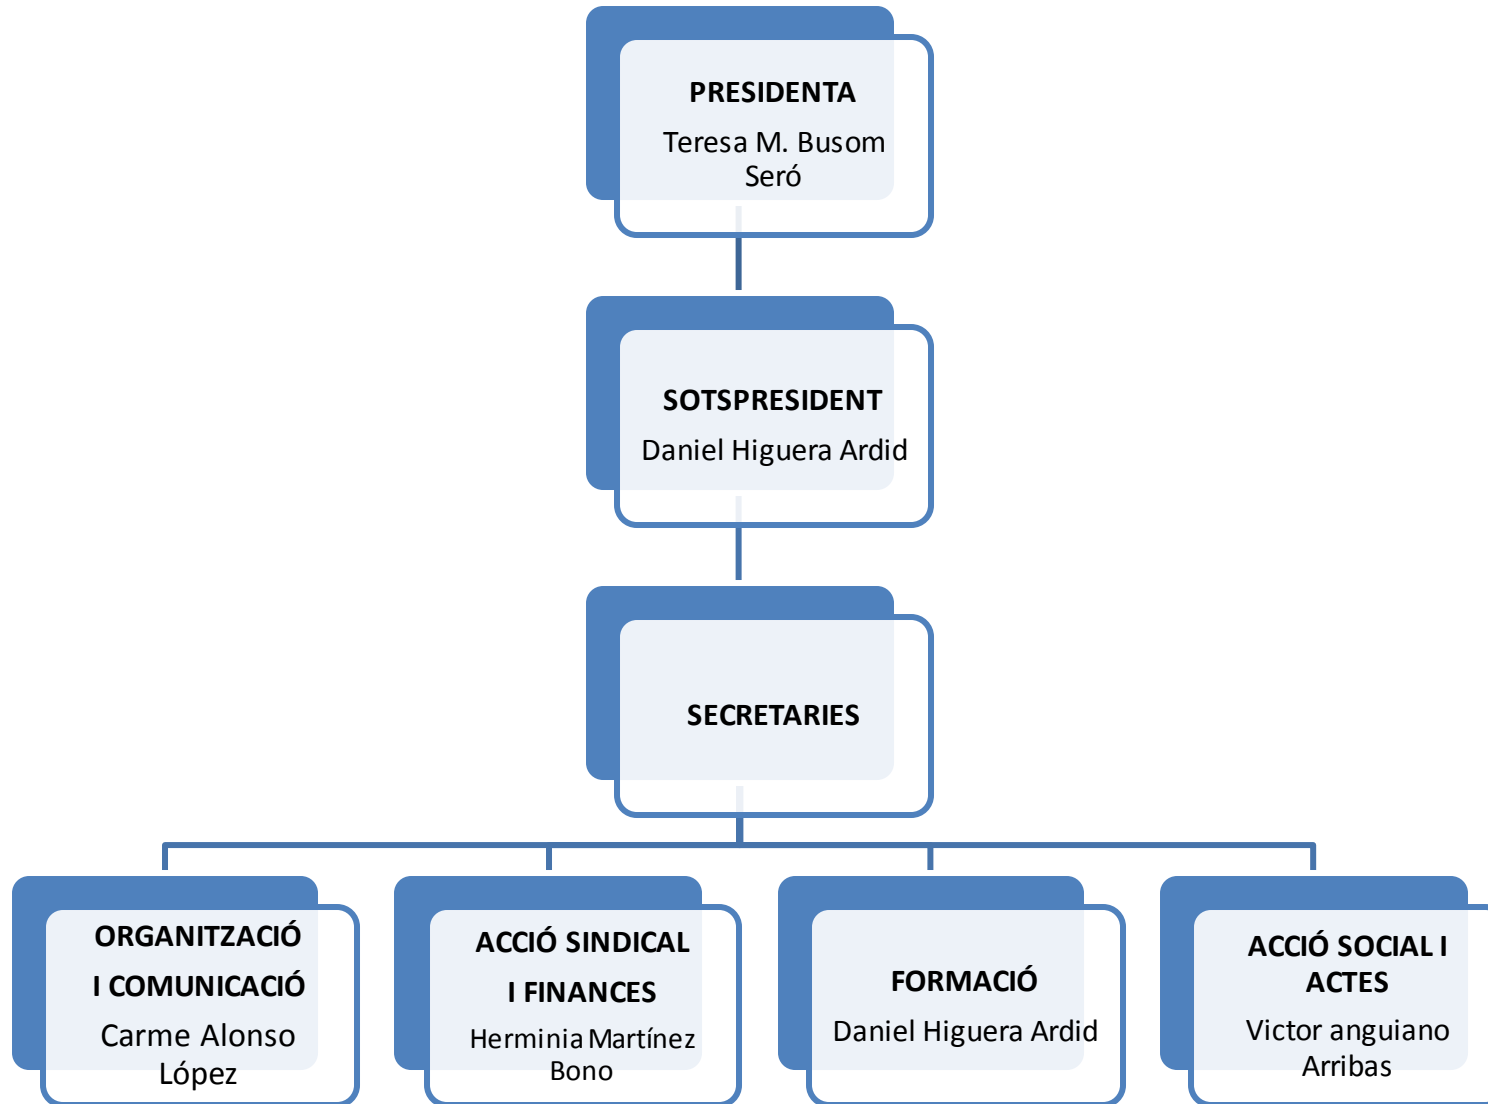 PRESIDENTA
Teresa M. Busom
Seró
SOTSPRESIDENT
Daniel Higuera Ardid
SECRETARIES
ORGANITZACIÓ
I COMUNICACIÓ
Carme Alonso
López
ACCIÓ SINDICAL
I FINANCES
Herminia Martínez
Bono
FORMACIÓ
Daniel Higuera Ardid
ACCIÓ SOCIAL I
ACTES
Victor anguiano
Arribas